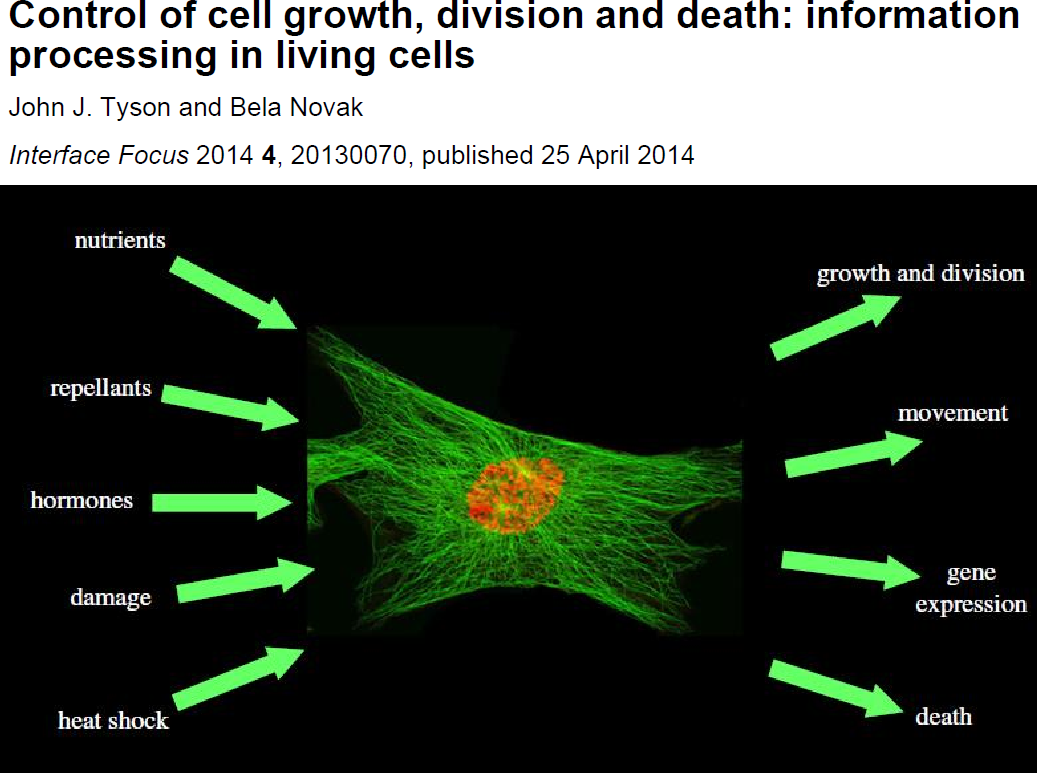 Control of cell growth, division and death: information
processing in living cells
John J. Tyson and Bela Novak
Interface Focus 2014 4, 20130070, published 25 April 2014
nutrients
growth and division
repellants
movement
hormones
gene
expression
damage
heat shock
death